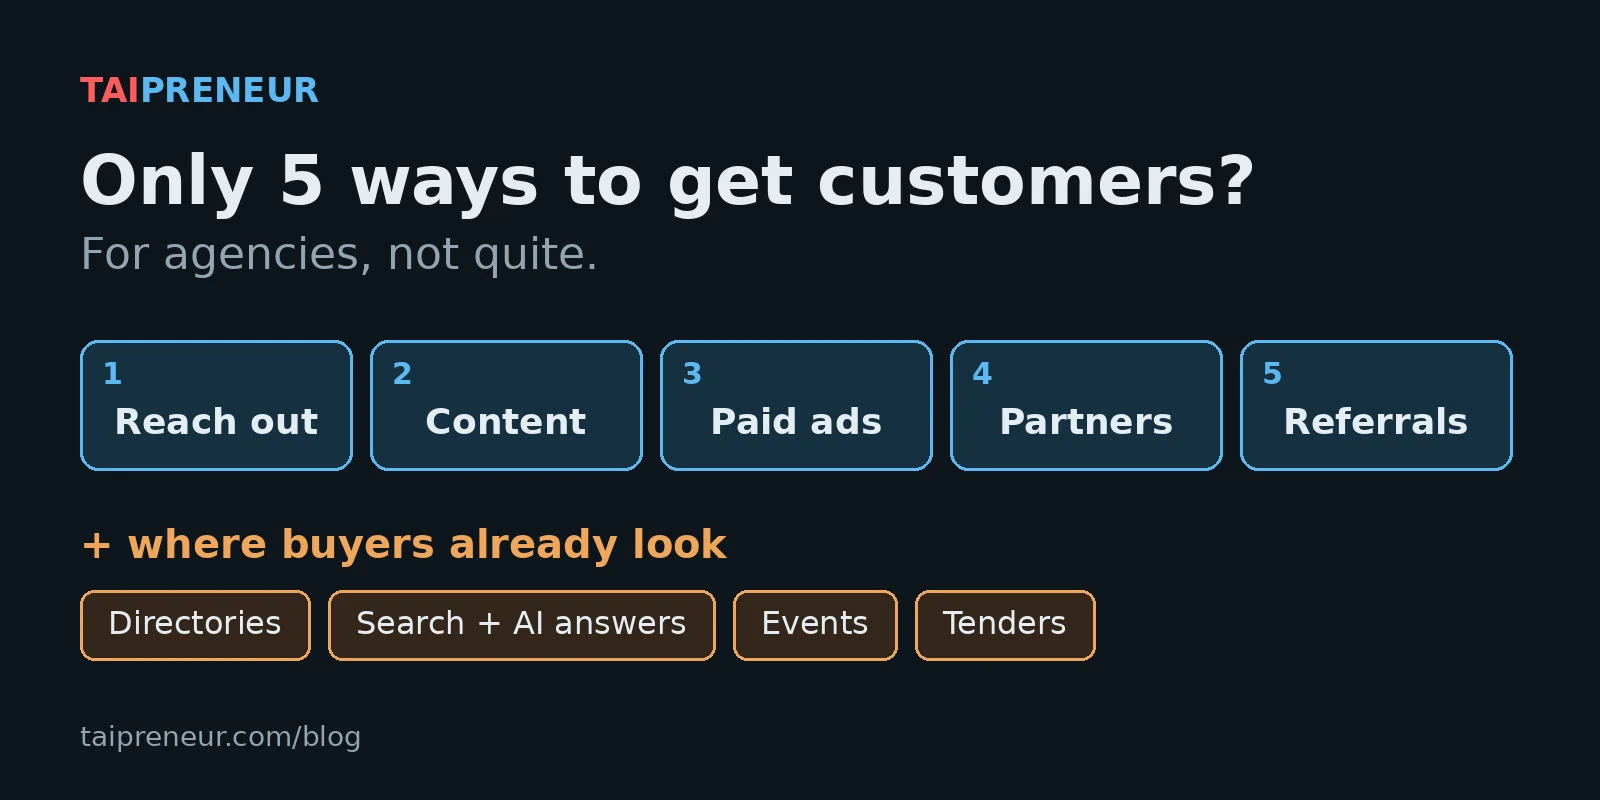 TAIPRENEUR
Only 5 ways to get customers?
For agencies, not quite.
1
Reach out
2
Content
3
Paid ads
4
Partners
5
Referrals
+ where buyers already look
Directories
Search + AI answers
Events
Tenders
taipreneur.com/blog